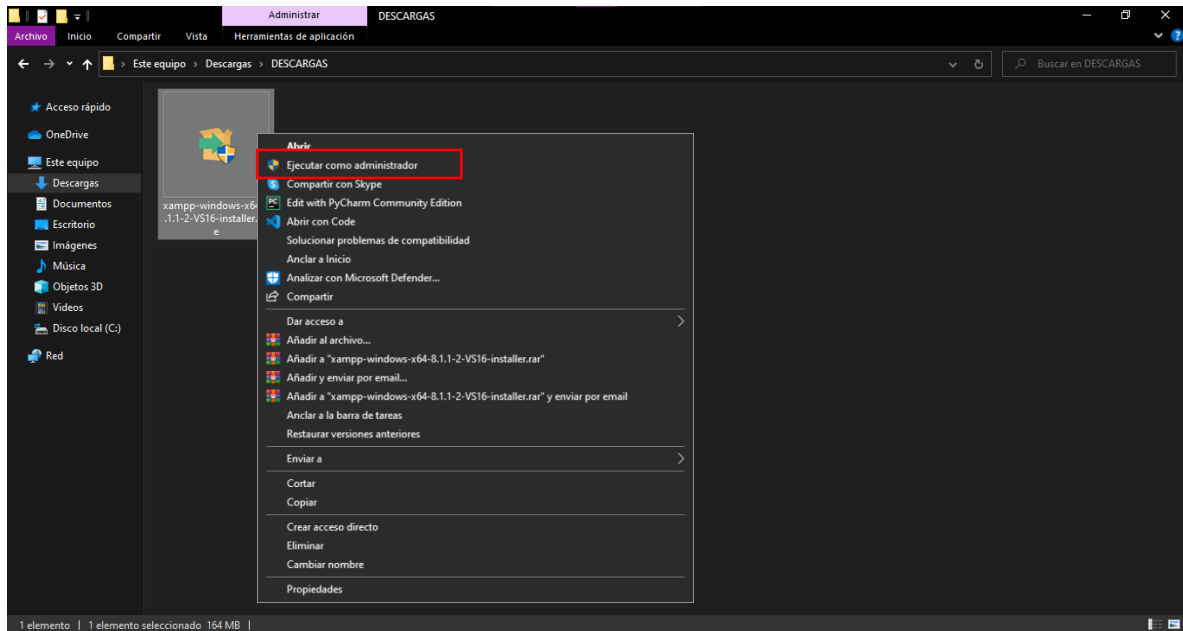 Administrar
DESCARGAS
Archivo
Inicio
Compartir
Vista
Herramientas de aplicación
Este equipo > Descargas > DESCARGAS
Buscar en DESCARGAS
Acceso rápido
OneDrive
Este equipo
Descargas
Documentos
Escritorio
Imágenes
Música
Objetos 3D
Videos
Disco local (C:)
Red
xampp-windows-x6
.1.1-2-VS16-installer.
e
Abrir
Ejecutar como administrador
Compartir con Skype
Edit with PyCharm Community Edition
Abrir con Code
Solucionar problemas de compatibilidad
Anclar a Inicio
Analizar con Microsoft Defender...
Compartir
Dar acceso a
Añadir al archivo...
Añadir a "xampp-windows-x64-8.1.1-2-VS16-installer.rar"
Añadir y enviar por email...
Añadir a "xampp-windows-x64-8.1.1-2-VS16-installer.rar" y enviar por email
Anclar a la barra de tareas
Restaurar versiones anteriores
Enviar a
Cortar
Copiar
Crear acceso directo
Eliminar
Cambiar nombre
Propiedades
1 elemento | 1 elemento seleccionado 164 MB |